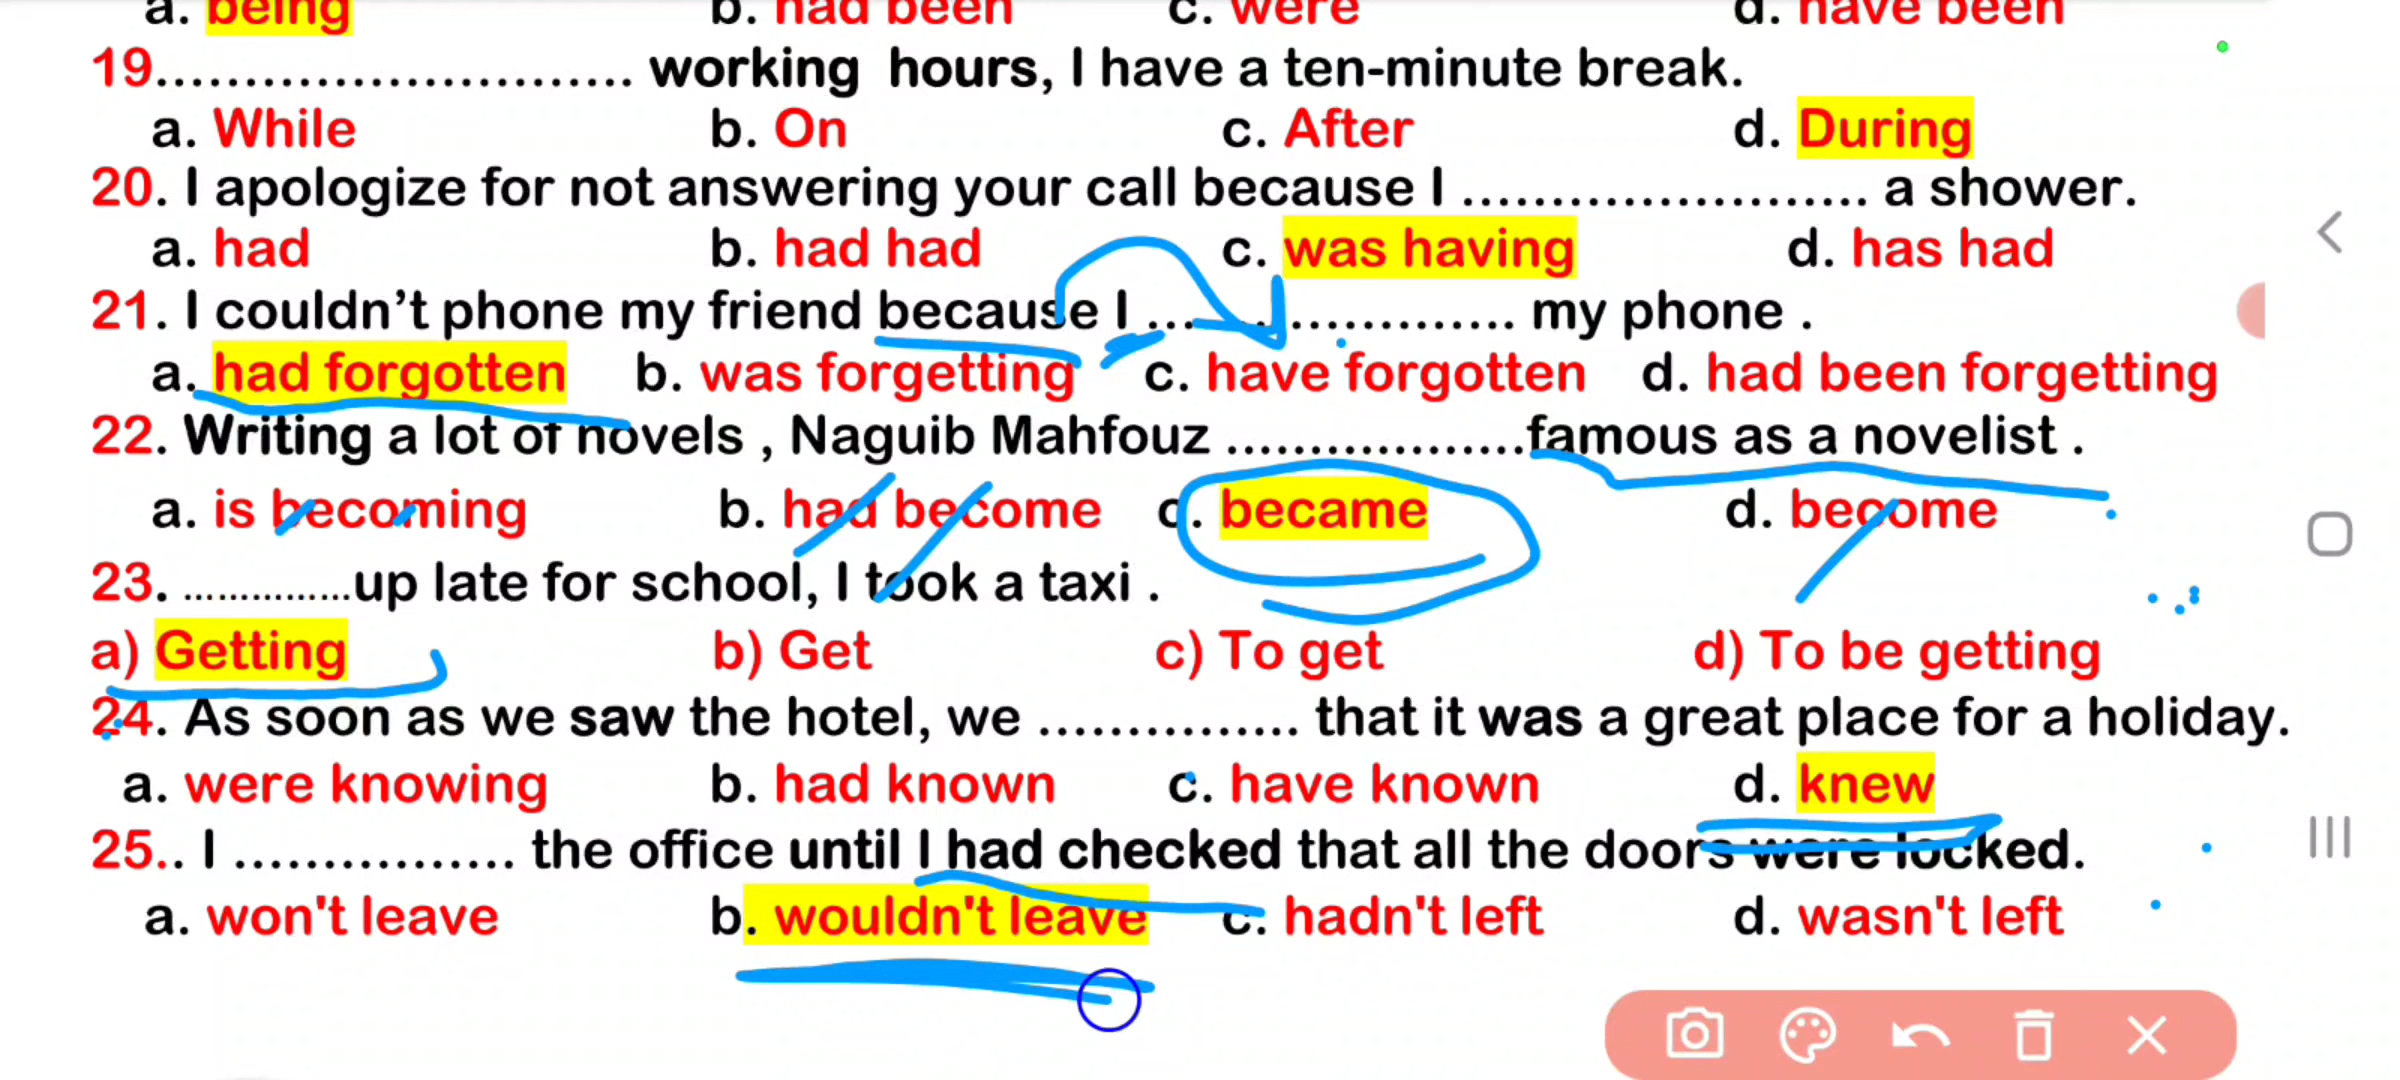 a. being b. had been c. were d. have been
19........................... working hours, I have a ten-minute break.
a. While b. On c. After d. During
20. I apologize for not answering your call because I ....................... a shower.
a. had b. had had c. was having d. has had
21. I couldn’t phone my friend because I ..................... my phone .
a. had forgotten b. was forgetting c. have forgotten d. had been forgetting
22. Writing a lot of novels , Naguib Mahfouz .................famous as a novelist .
a. is becoming b. had become c. became d. become
23. ...............up late for school, I took a taxi .
a) Getting b) Get c) To get d) To be getting
24. As soon as we saw the hotel, we ............... that it was a great place for a holiday.
a. were knowing b. had known c. have known d. knew
25.. I ................ the office until I had checked that all the doors were locked.
a. won't leave b. wouldn't leave c. hadn't left d. wasn't left